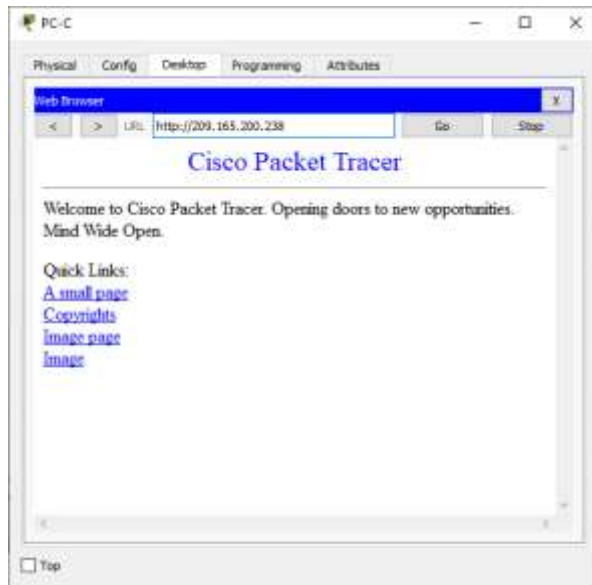 PC-C
Physical Config Desktop Programming Attributes
Web Browser
X
< > URL http://209.165.200.238 Go Stop
Cisco Packet Tracer
Welcome to Cisco Packet Tracer. Opening doors to new opportunities.
Mind Wide Open.
Quick Links:
A small page
Copyrights
Image page
Image
Top